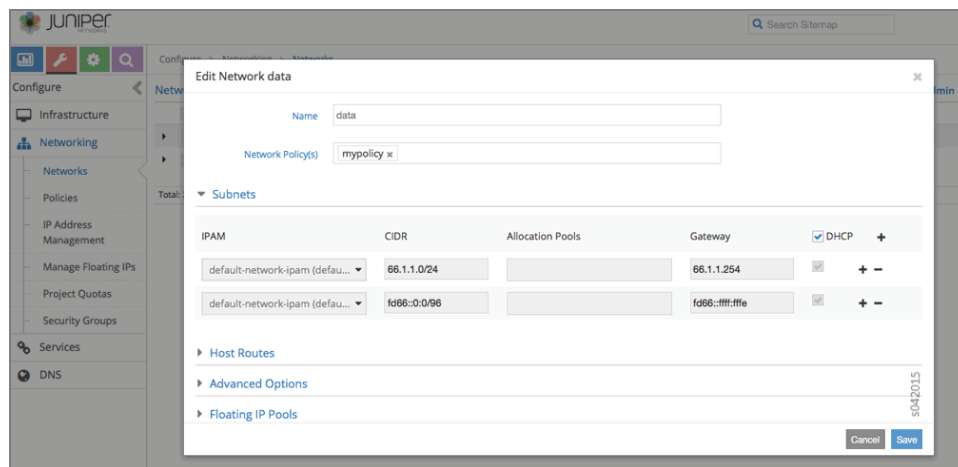 JUNIPER
NETWORKS
Search Sitemap
Configure > Networking > Networks
Configure
Edit Network data
Infrastructure
Name
data
Networking
Network Policy(s)
mypolicy
Networks
Policies
Total:
Subnets
IP Address
Management
IPAM
CIDR
Allocation Pools
Gateway
DHCP
Manage Floating IPs
default-network-ipam (defau...
66.1.1.0/24
66.1.1.254
Project Quotas
default-network-ipam (defau...
fd66::0:0/96
fd66::ffff:fffe
Security Groups
Services
Host Routes
DNS
Advanced Options
Floating IP Pools
s042015
Cancel
Save